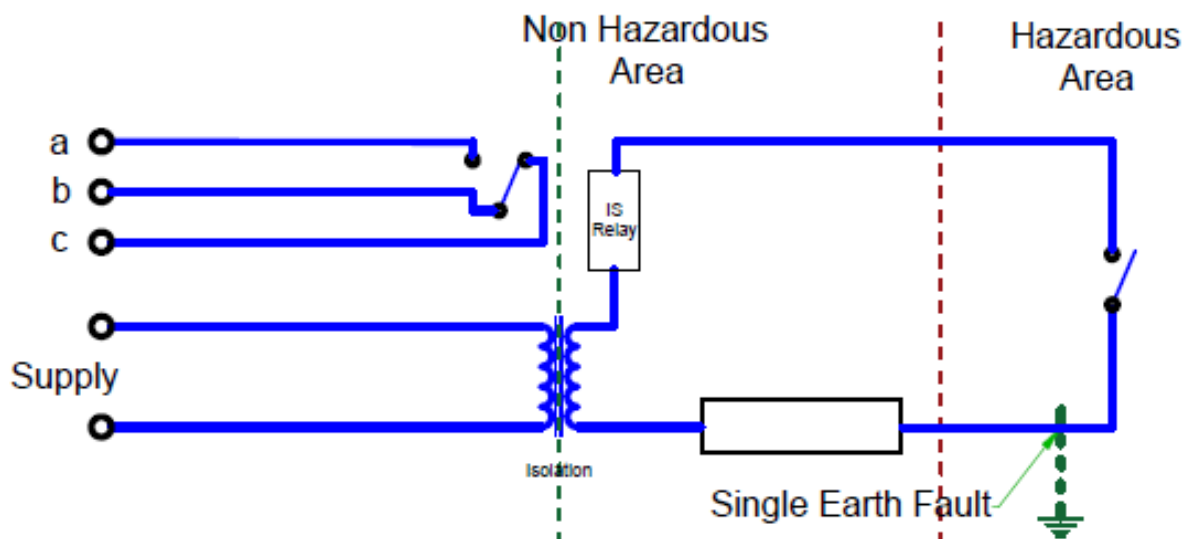 Non Hazardous
Area
Hazardous
Area
a
b
c
IS
Relay
Supply
Isolation
Single Earth Fault